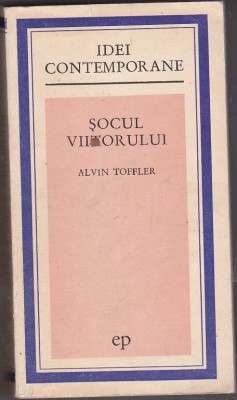 IDEI
CONTEMPORANE
ȘOCUL
VIITORULUI
ALVIN TOFFLER
ep